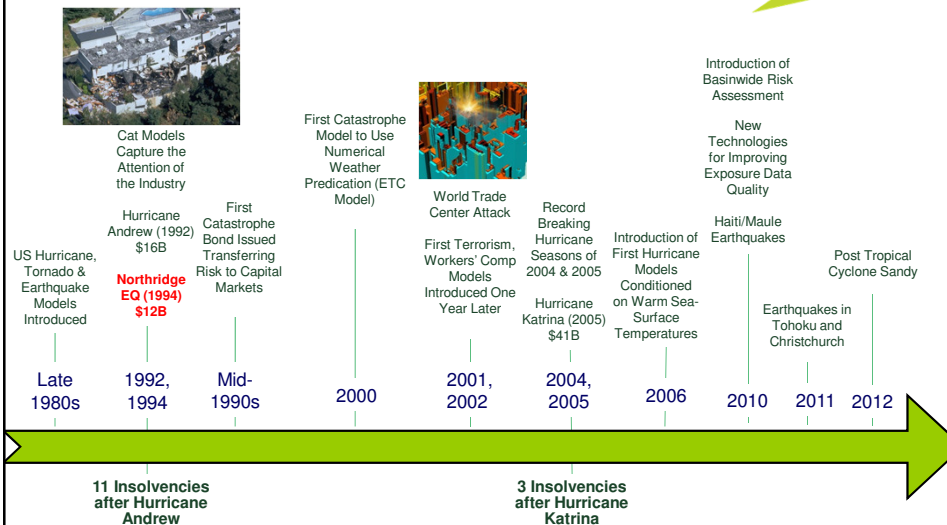 Cat Models
Capture the
Attention of
the Industry
Hurricane
Andrew (1992)
$16B
Northridge
EQ (1994)
$12B
US Hurricane,
Tornado &
Earthquake
Models
Introduced
First
Catastrophe
Bond Issued
Transferring
Risk to Capital
Markets
First Catastrophe
Model to Use
Numerical
Weather
Predication (ETC
Model)
World Trade
Center Attack
First Terrorism,
Workers' Comp
Models
Introduced One
Year Later
Record
Breaking
Hurricane
Seasons of
2004 & 2005
Hurricane
Katrina (2005)
$41B
Introduction of
First Hurricane
Models
Conditioned
on Warm Sea-
Surface
Temperatures
Introduction of
Basinwide Risk
Assessment
New
Technologies
for Improving
Exposure Data
Quality
Haiti/Maule
Earthquakes
Earthquakes in
Tohoku and
Christchurch
Post Tropical
Cyclone Sandy
Late
1980s
1992,
1994
Mid-
1990s
2000
2001,
2002
2004,
2005
2006
2010
2011
2012
11 Insolvencies
after Hurricane
Andrew
3 Insolvencies
after Hurricane
Katrina